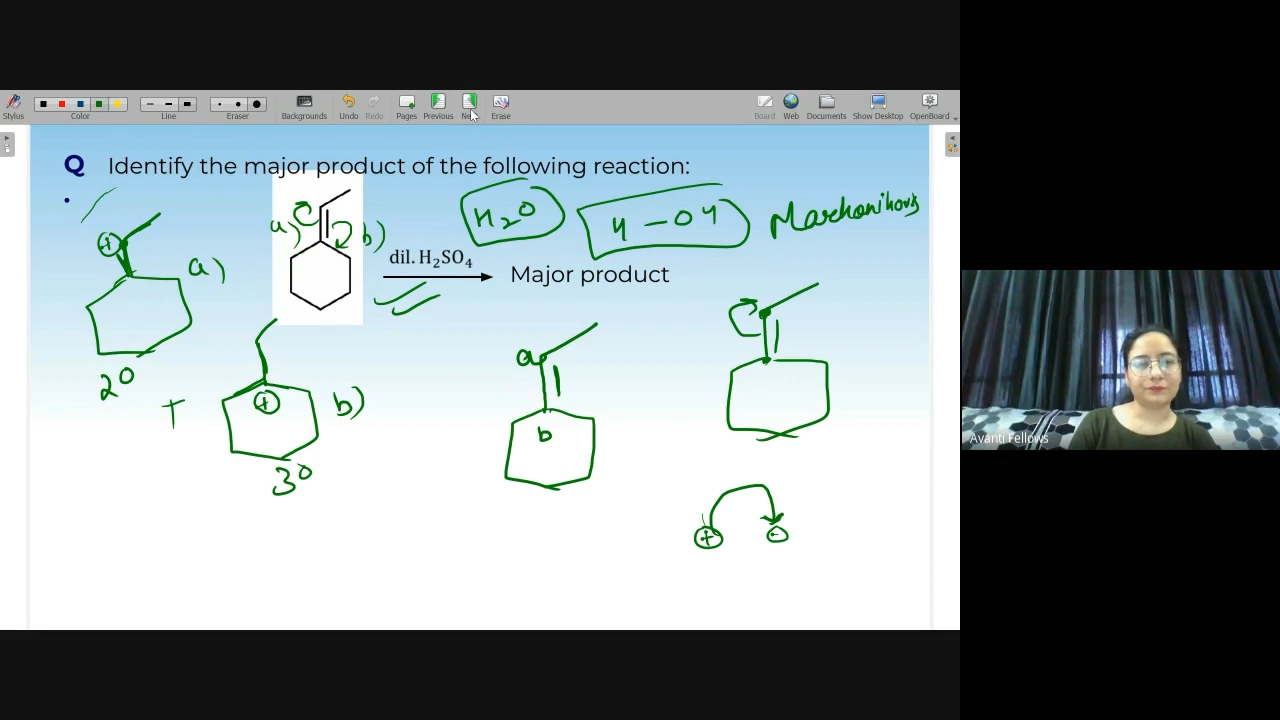 Stylus
Color
Line
Eraser
Backgrounds
Undo
Redo
Pages
Previous
Erase
Board
Web
Documents
Show Desktop
OpenBoard
Q Identify the major product of the following reaction:
H2O
H-OH
Markonikovs
a)
b)
dil. H₂SO₄
Major product
+
a)
2°
+
b)
3°
a
b
+
-
Avanti Fellows